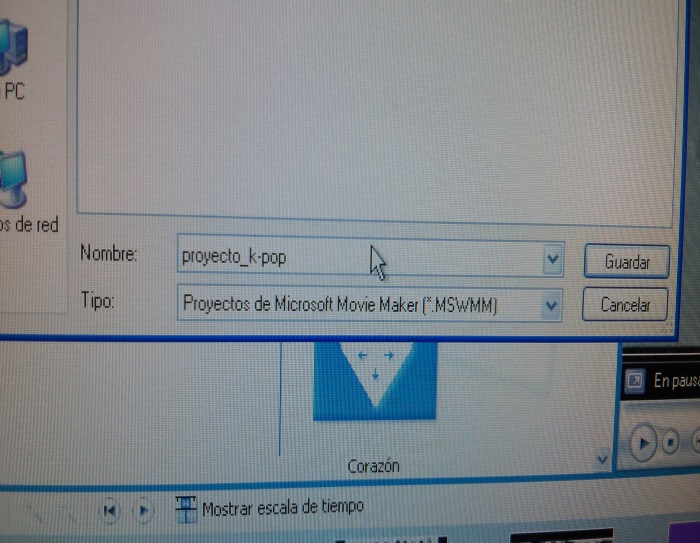 PC
os de red
Nombre:
proyecto_k-pop
Guardar
Tipo:
Proyectos de Microsoft Movie Maker (*.MSWMM)
Cancelar
En pausa
Corazón
Mostrar escala de tiempo